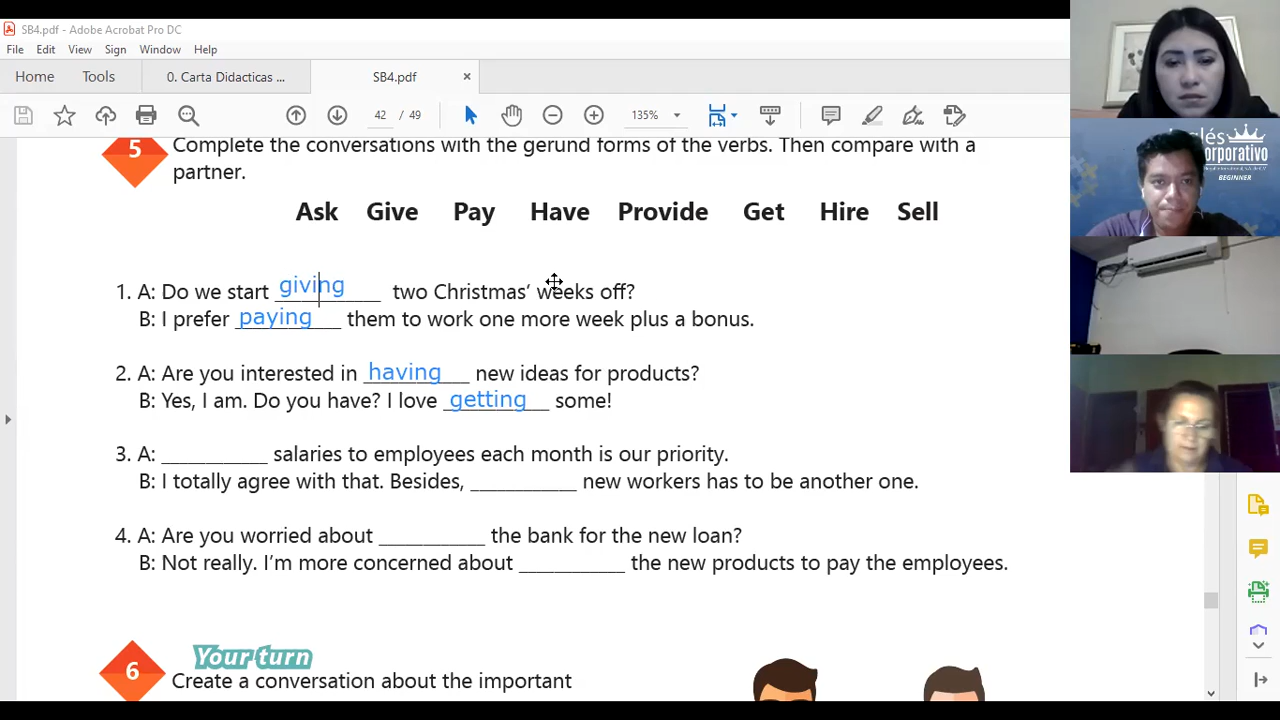 SB4.pdf - Adobe Acrobat Pro DC
File Edit View Sign Window Help
Home Tools 0. Carta Didacticas ... SB4.pdf ×
42 / 49 135%
5 Complete the conversations with the gerund forms of the verbs. Then compare with a
partner.
Ask Give Pay Have Provide Get Hire Sell
1. A: Do we start giving two Christmas' weeks off?
B: I prefer paying them to work one more week plus a bonus.
2. A: Are you interested in having new ideas for products?
B: Yes, I am. Do you have? I love getting some!
3. A: ____________ salaries to employees each month is our priority.
B: I totally agree with that. Besides, ____________ new workers has to be another one.
4. A: Are you worried about ____________ the bank for the new loan?
B: Not really. I'm more concerned about ____________ the new products to pay the employees.
Your turn
6 Create a conversation about the important
BEGINNER